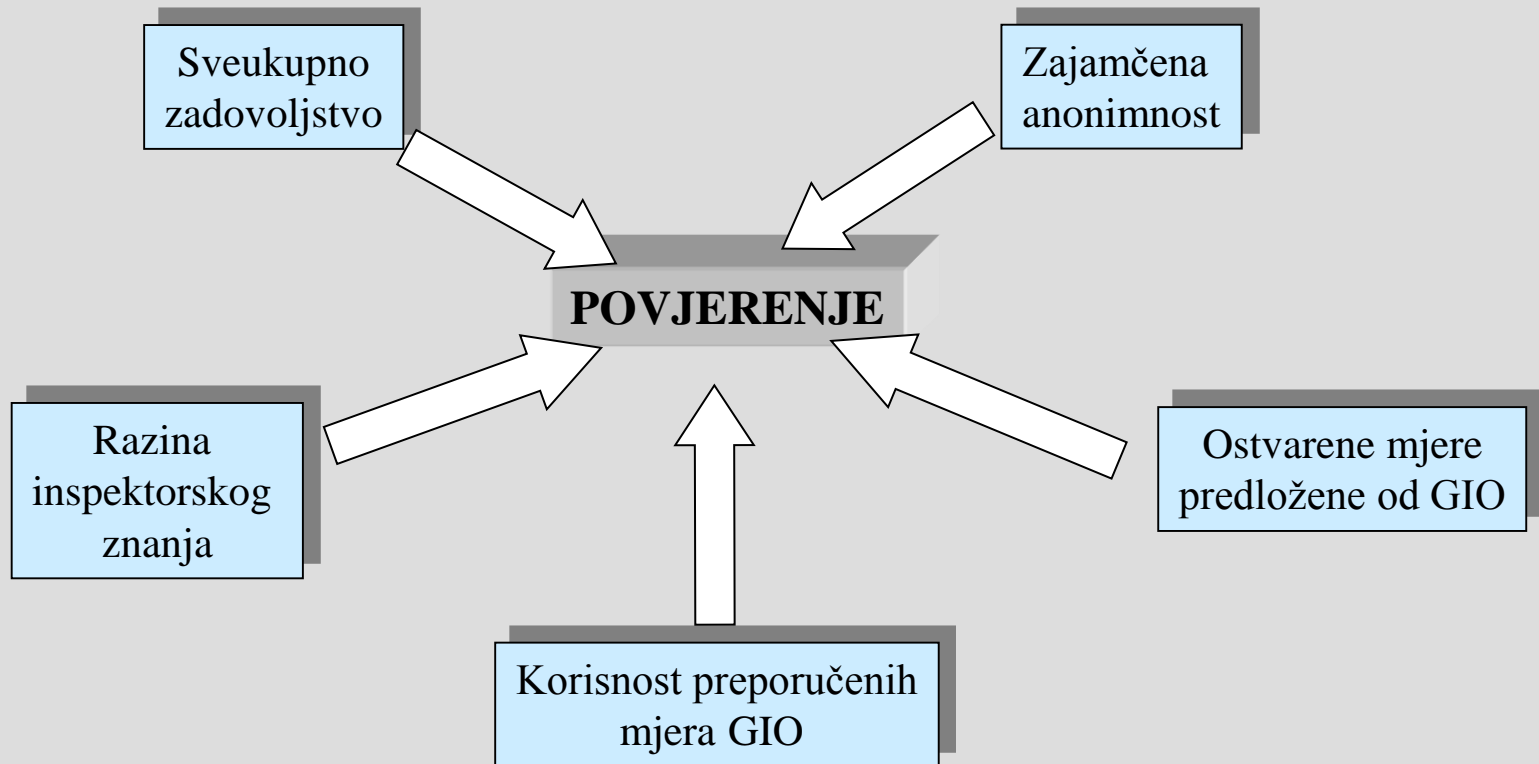 Sveukupno
zadovoljstvo
Zajamčena
anonimnost
POVJERENJE
Razina
inspektorskog
znanja
Ostvarene mjere
predložene od GIO
Korisnost preporučenih
mjera GIO